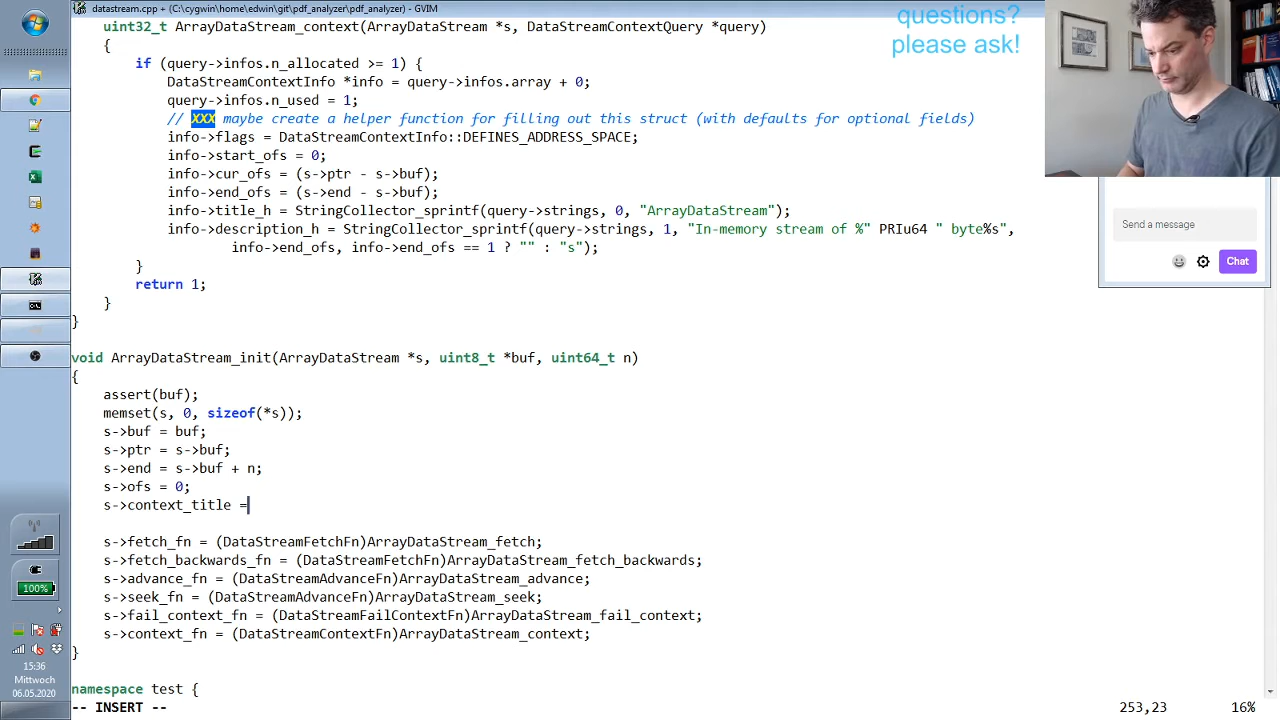 datastream.cpp + (C:\cygwin\home\edwin\git\pdf_analyzer\pdf_analyzer) - GVIM
questions?
please ask!
uint32_t ArrayDataStream_context(ArrayDataStream *s, DataStreamContextQuery *query)
{
if (query->infos.n_allocated >= 1) {
DataStreamContextInfo *info = query->infos.array + 0;
query->infos.n_used = 1;
// XXX maybe create a helper function for filling out this struct (with defaults for optional fields)
info->flags = DataStreamContextInfo::DEFINES_ADDRESS_SPACE;
info->start_ofs = 0;
info->cur_ofs = (s->ptr - s->buf);
info->end_ofs = (s->end - s->buf);
info->title_h = StringCollector_sprintf(query->strings, 0, "ArrayDataStream");
info->description_h = StringCollector_sprintf(query->strings, 1, "In-memory stream of %" PRIu64 " byte%s",
info->end_ofs, info->end_ofs == 1 ? "" : "s");
}
return 1;
}
}
void ArrayDataStream_init(ArrayDataStream *s, uint8_t *buf, uint64_t n)
{
assert(buf);
memset(s, 0, sizeof(*s));
s->buf = buf;
s->ptr = s->buf;
s->end = s->buf + n;
s->ofs = 0;
s->context_title =
s->fetch_fn = (DataStreamFetchFn)ArrayDataStream_fetch;
s->fetch_backwards_fn = (DataStreamFetchFn)ArrayDataStream_fetch_backwards;
s->advance_fn = (DataStreamAdvanceFn)ArrayDataStream_advance;
s->seek_fn = (DataStreamAdvanceFn)ArrayDataStream_seek;
s->fail_context_fn = (DataStreamFailContextFn)ArrayDataStream_fail_context;
s->context_fn = (DataStreamContextFn)ArrayDataStream_context;
}
namespace test {
-- INSERT --
253,23
16%
Send a message
Chat
100%
15:36
Mittwoch
06.05.2020